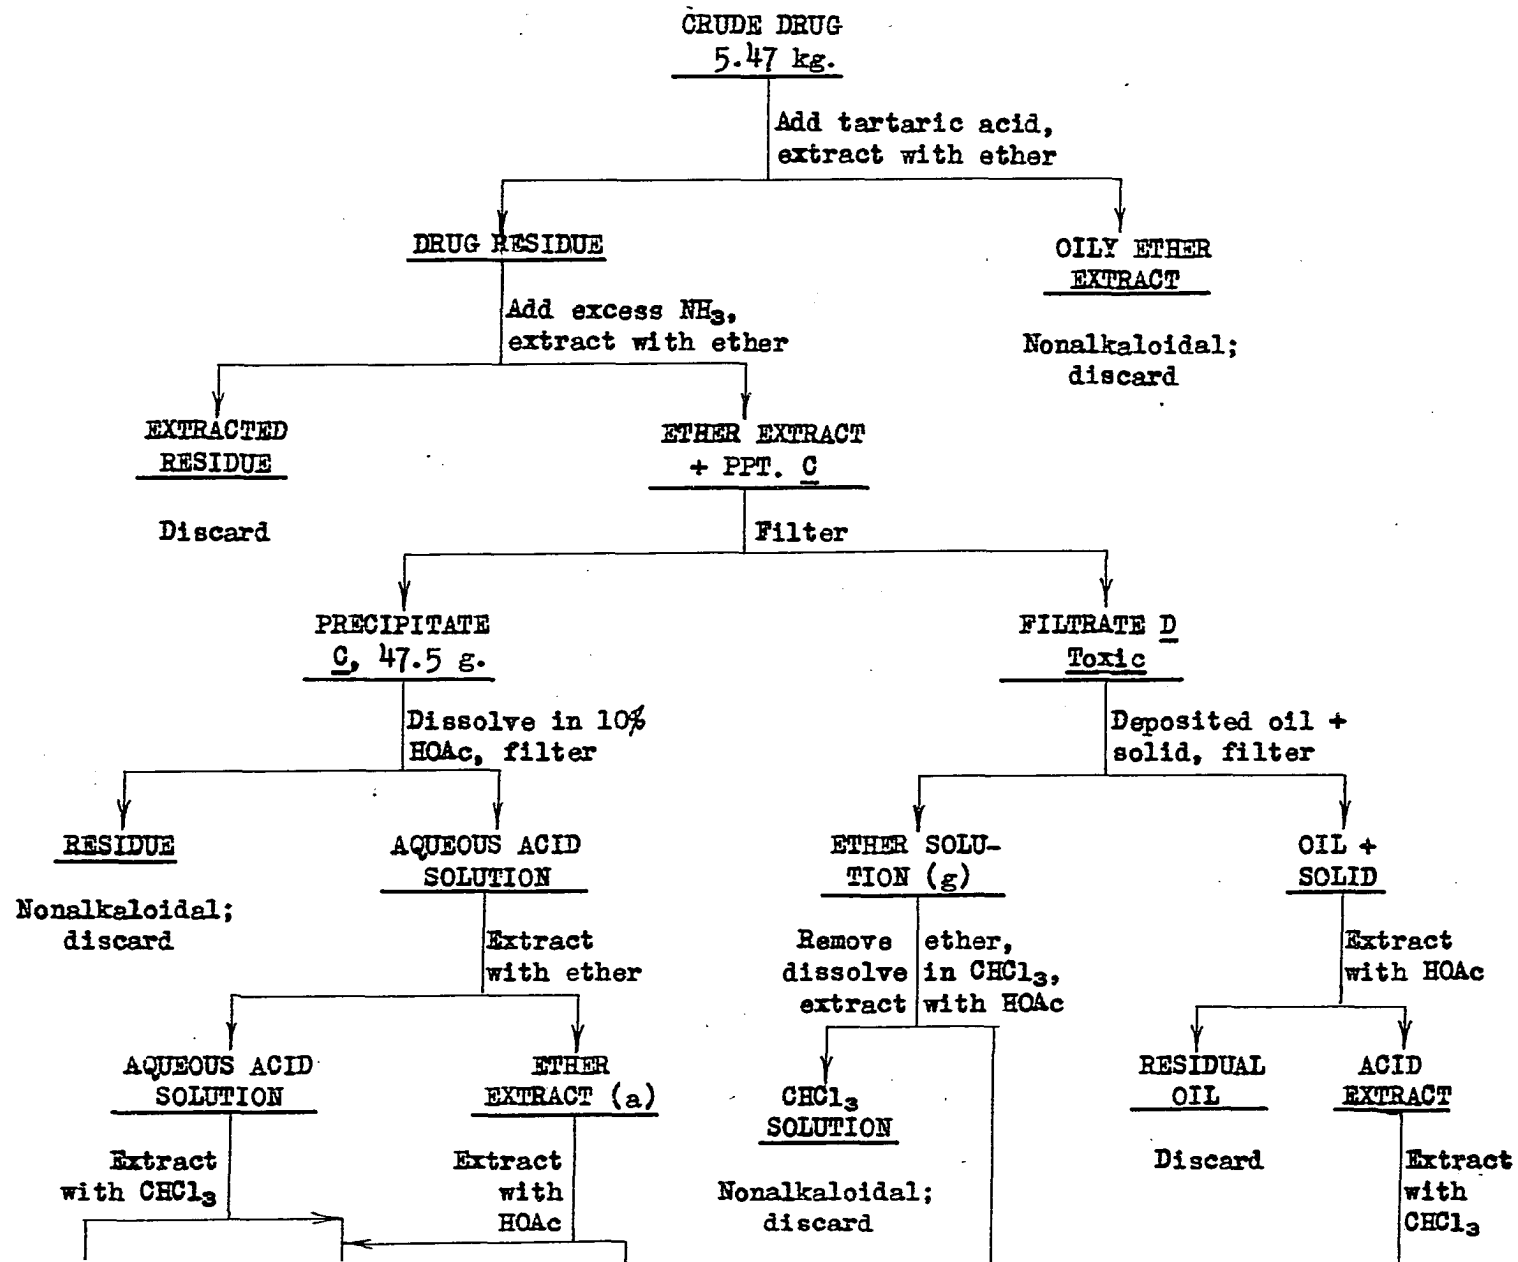 CRUDE DRUG
5.47 kg.
Add tartaric acid,
extract with ether
DRUG RESIDUE
OILY ETHER
EXTRACT
Nonalkaloidal;
discard
Add excess NH₃,
extract with ether
EXTRACTED
RESIDUE
Discard
ETHER EXTRACT
+ PPT. C
Filter
PRECIPITATE
C, 47.5 g.
FILTRATE D
Toxic
Dissolve in 10%
HOAc, filter
Deposited oil +
solid, filter
RESIDUE
Nonalkaloidal;
discard
AQUEOUS ACID
SOLUTION
ETHER SOLU-
TION (g)
OIL +
SOLID
Extract
with ether
Remove ether,
dissolve in CHCl₃,
extract with HOAc
Extract
with HOAc
AQUEOUS ACID
SOLUTION
ETHER
EXTRACT (a)
CHCl₃
SOLUTION
Nonalkaloidal;
discard
RESIDUAL
OIL
Discard
ACID
EXTRACT
Extract
with CHCl₃
Extract
with
HOAc
Extract
with
CHCl₃